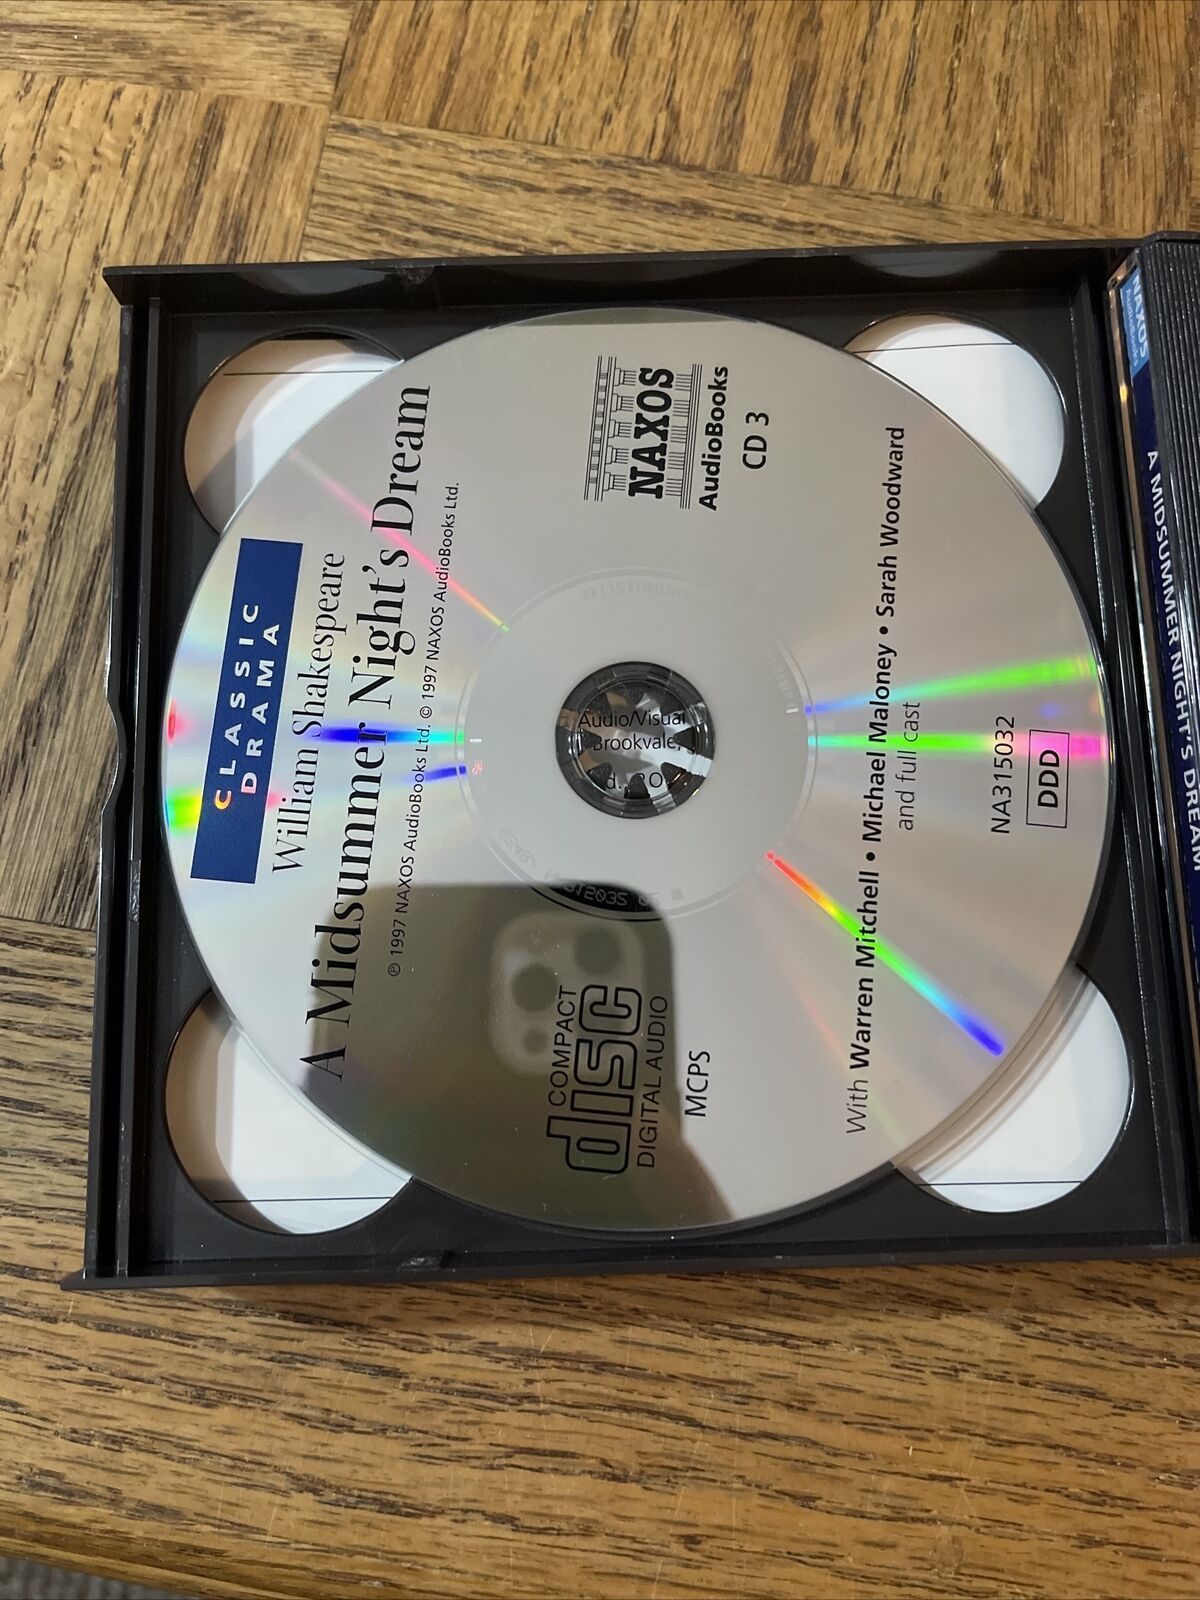 CLASSIC
DRAMA
William Shakespeare
A Midsummer Night's Dream
℗ 1997 NAXOS AudioBooks Ltd. © 1997 NAXOS AudioBooks Ltd.
NAXOS
AudioBooks
CD 3
COMPACT
disc
DIGITAL AUDIO
MCPS
Audio/Visual
Brookvale,
With Warren Mitchell • Michael Maloney • Sarah Woodward
and full cast
NA315032
DDD
NAXOS
AudioBooks
A MIDSUMMER NIGHT'S DREAM